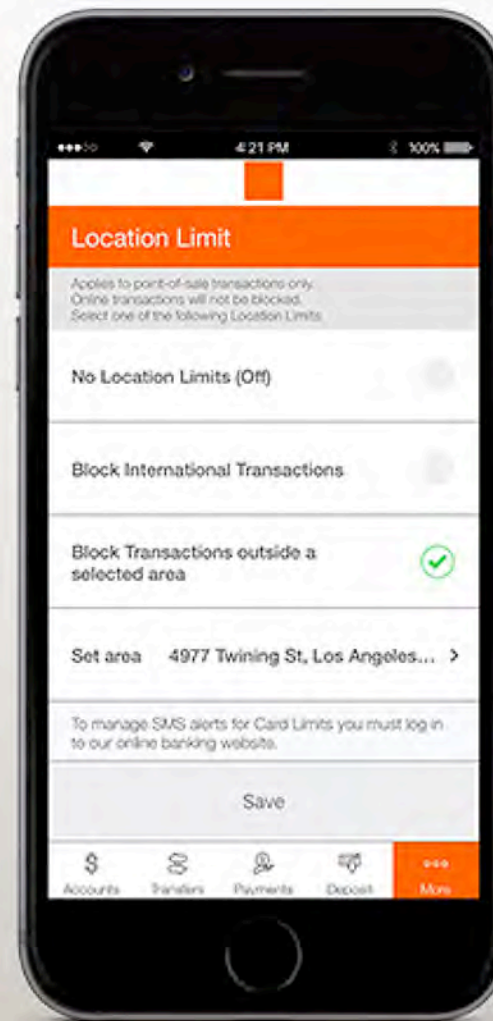 4:21 PM
100%
Location Limit
Applies to point-of-sale transactions only.
Online transactions will not be blocked.
Select one of the following Location Limits
No Location Limits (Off)
Block International Transactions
Block Transactions outside a
selected area
Set area 4977 Twining St, Los Angeles... >
To manage SMS alerts for Card Limits you must log in
to our online banking website.
Save
$
Accounts Transfers Payments Deposit More